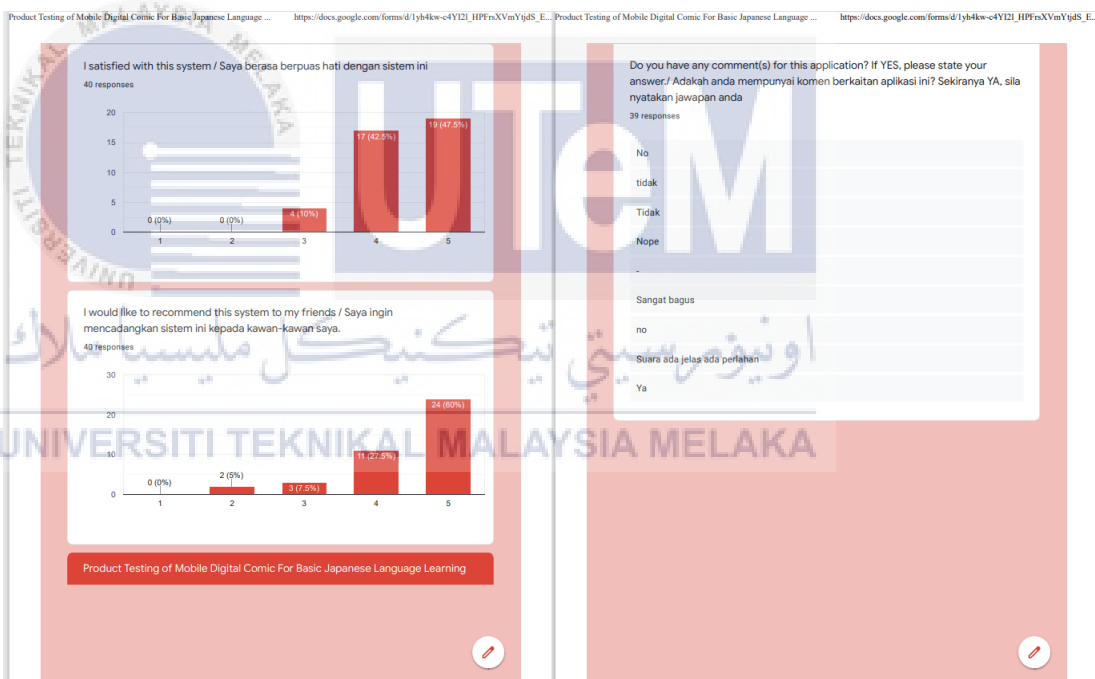 Product Testing of Mobile Digital Comic For Basic Japanese Language ...
https://docs.google.com/forms/d/1yh4kw-c4YI2l_HPFrsXVmYtjdS_E...
I satisfied with this system / Saya berasa berpuas hati dengan sistem ini
40 responses
20
15
10
5
0
0 (0%)
0 (0%)
4 (10%)
17 (42.5%)
19 (47.5%)
1
2
3
4
5
I would like to recommend this system to my friends / Saya ingin
mencadangkan sistem ini kepada kawan-kawan saya.
40 responses
30
20
10
0
0 (0%)
2 (5%)
3 (7.5%)
11 (27.5%)
24 (60%)
1
2
3
4
5
Product Testing of Mobile Digital Comic For Basic Japanese Language Learning
Product Testing of Mobile Digital Comic For Basic Japanese Language ...
https://docs.google.com/forms/d/1yh4kw-c4YI2l_HPFrsXVmYtjdS_E...
Do you have any comment(s) for this application? If YES, please state your
answer./ Adakah anda mempunyai komen berkaitan aplikasi ini? Sekiranya YA, sila
nyatakan jawapan anda
39 responses
No
tidak
Tidak
Nope
-
Sangat bagus
no
Suara ada jelas ada perlahan
Ya
UTeM
اونيۏرسيتي تيكنيكل مليسيا ملاك
UNIVERSITI TEKNIKAL MALAYSIA MELAKA
UNIVERSITI TEKNIKAL MALAYSIA MELAKA